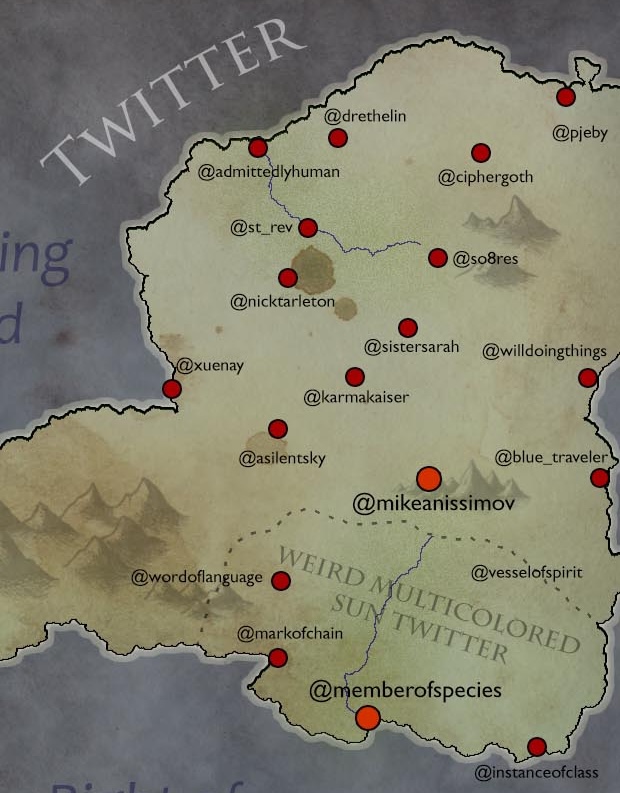 TWITTER
@drethelin
@pjeby
@admittedlyhuman
@ciphergoth
@st_rev
ing
@so8res
d
@nicktarleton
@sistersarah
@willdoingthings
@xuenay
@karmakaiser
@asilentsky
@blue_traveler
@mikeanissimov
WEIRD MULTICOLORED
SUN TWITTER
@wordoflanguage
@vesselofspirit
@markofchain
@memberofspecies
@instanceofclass